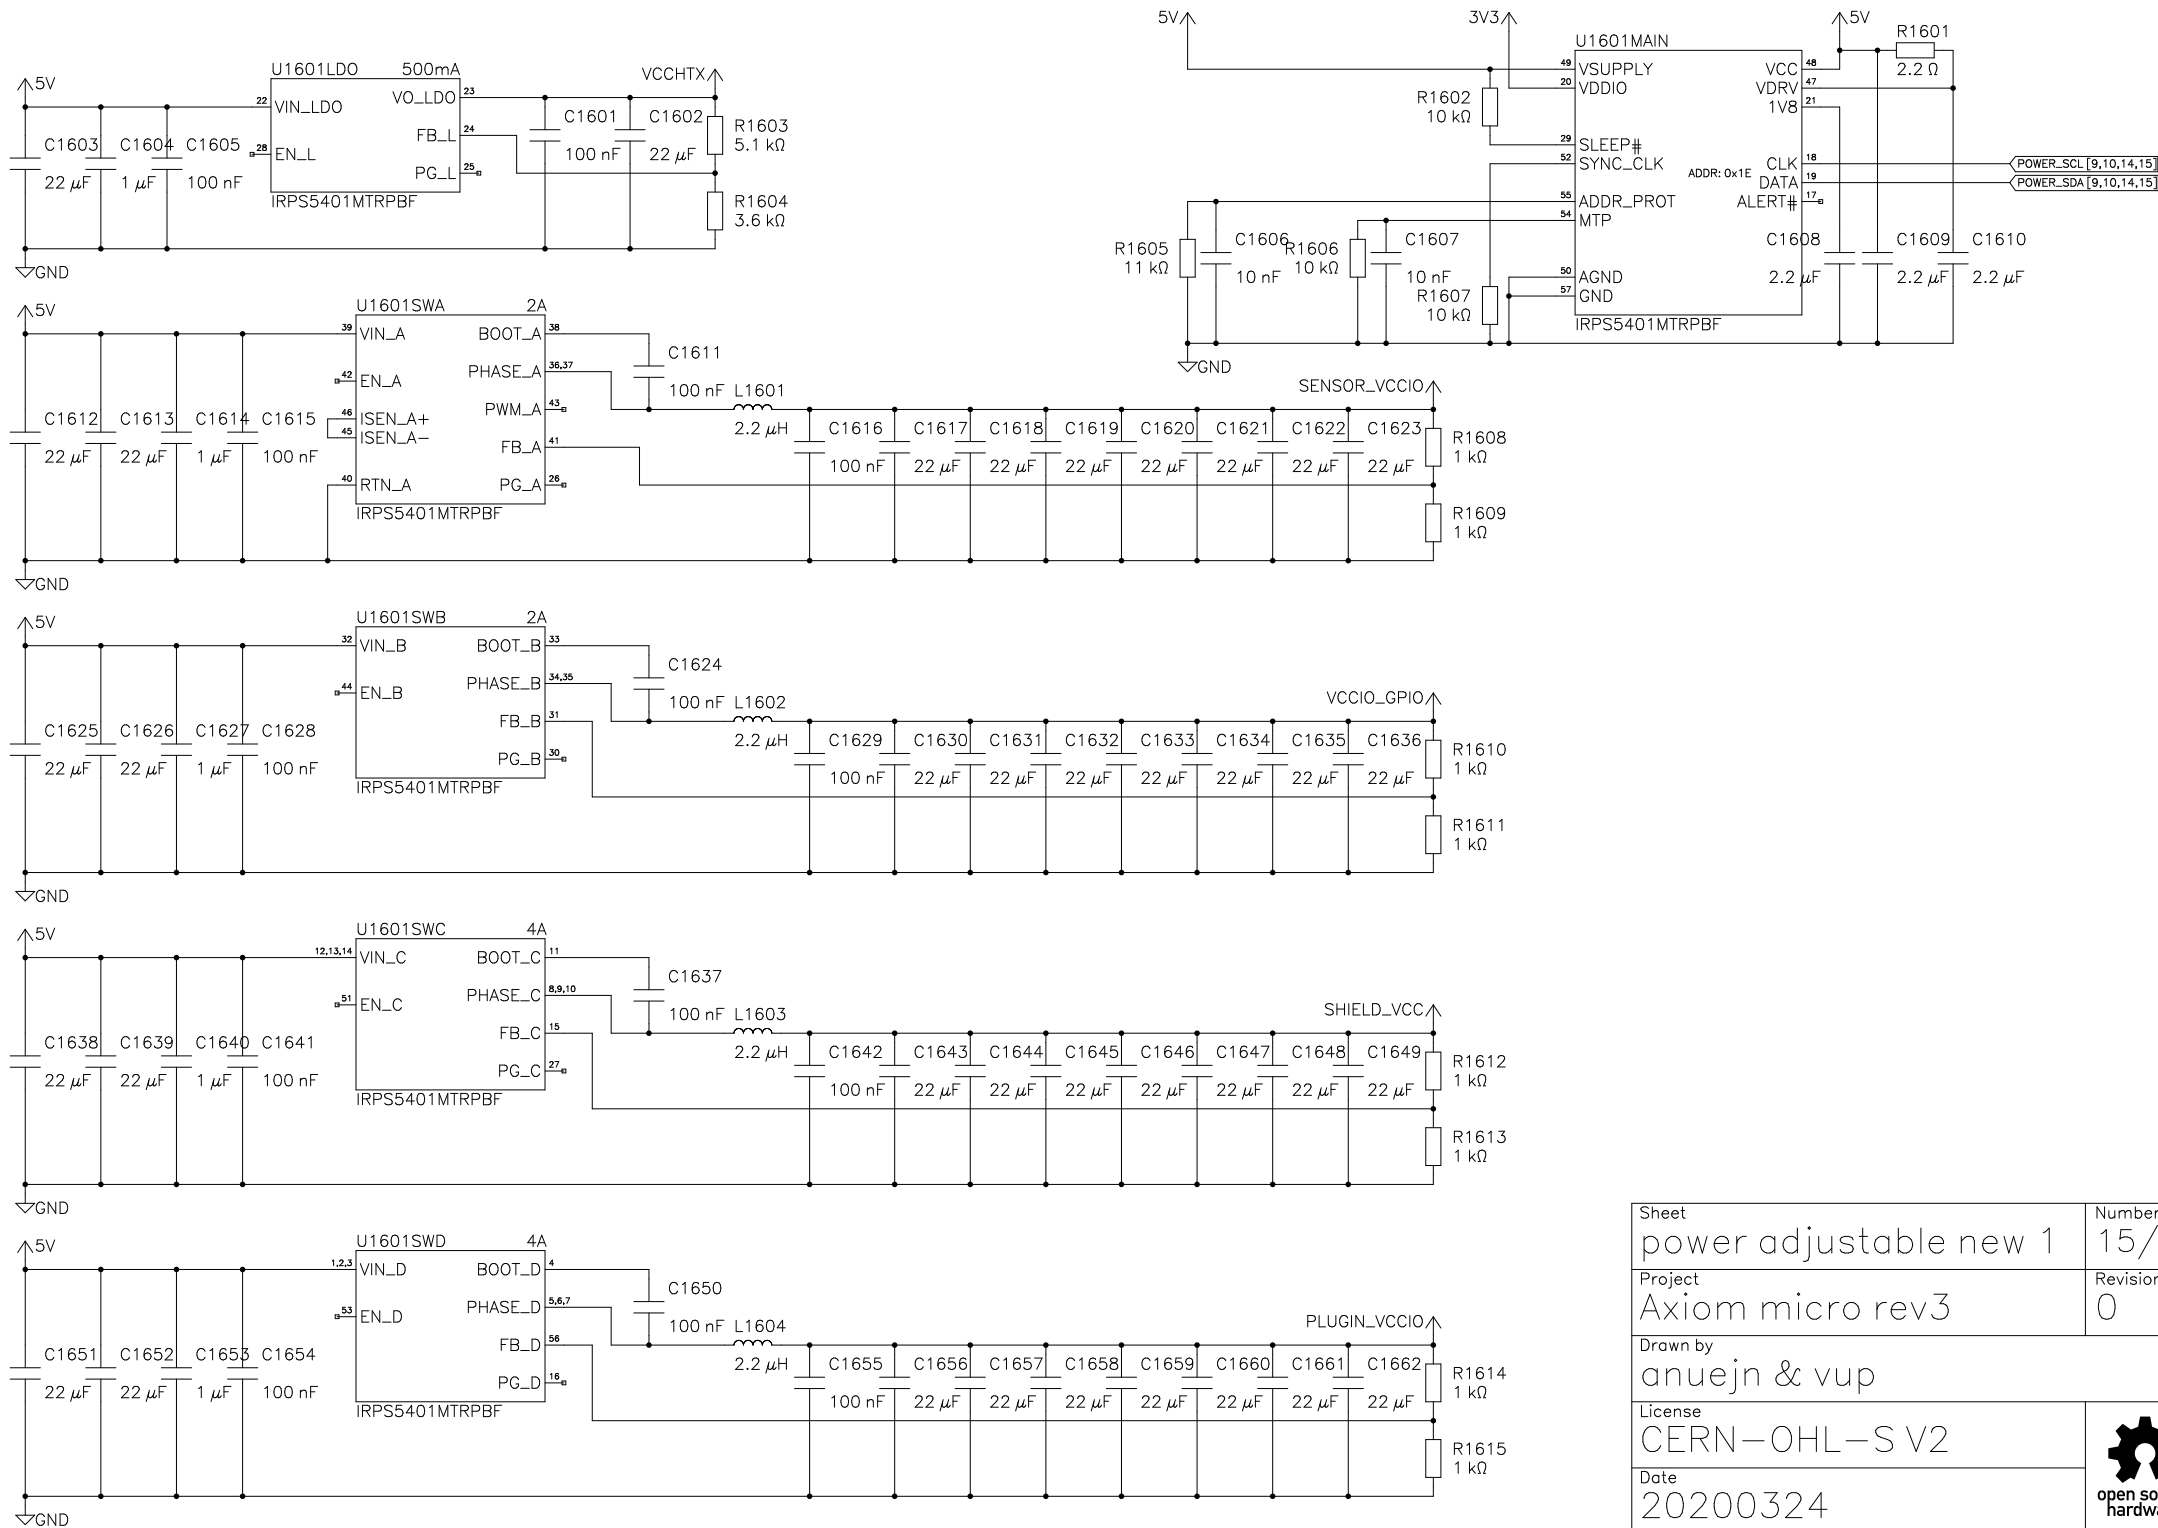 5V
U1601LDO 500mA
22 VIN_LDO
28 EN_L
VO_LDO 23
FB_L 24
PG_L 25
IRPS5401MTRPBF
VCCHTX
C1603 22 μF
C1604 1 μF
C1605 100 nF
C1601 100 nF
C1602 22 μF
R1603 5.1 kΩ
R1604 3.6 kΩ
GND
5V
3V3
5V
R1601 2.2 Ω
U1601MAIN
49 VSUPPLY
20 VDDIO
29 SLEEP#
52 SYNC_CLK
55 ADDR_PROT
54 MTP
50 AGND
57 GND
VCC 48
VDRV 47
1V8 21
ADDR: 0x1E
CLK 18
DATA 19
ALERT# 17
IRPS5401MTRPBF
POWER_SCL [9,10,14,15]
POWER_SDA [9,10,14,15]
R1602 10 kΩ
R1605 11 kΩ
C1606 10 nF
R1606 10 kΩ
C1607 10 nF
R1607 10 kΩ
C1608 2.2 μF
C1609 2.2 μF
C1610 2.2 μF
GND
5V
U1601SWA 2A
39 VIN_A
42 EN_A
46 ISEN_A+
45 ISEN_A-
40 RTN_A
BOOT_A 38
PHASE_A 36,37
PWM_A 43
FB_A 41
PG_A 26
IRPS5401MTRPBF
C1612 22 μF
C1613 22 μF
C1614 1 μF
C1615 100 nF
C1611 100 nF
L1601 2.2 μH
SENSOR_VCCIO
C1616 100 nF
C1617 22 μF
C1618 22 μF
C1619 22 μF
C1620 22 μF
C1621 22 μF
C1622 22 μF
C1623 22 μF
R1608 1 kΩ
R1609 1 kΩ
GND
5V
U1601SWB 2A
32 VIN_B
44 EN_B
BOOT_B 33
PHASE_B 34,35
FB_B 31
PG_B 30
IRPS5401MTRPBF
C1625 22 μF
C1626 22 μF
C1627 1 μF
C1628 100 nF
C1624 100 nF
L1602 2.2 μH
VCCIO_GPIO
C1629 100 nF
C1630 22 μF
C1631 22 μF
C1632 22 μF
C1633 22 μF
C1634 22 μF
C1635 22 μF
C1636 22 μF
R1610 1 kΩ
R1611 1 kΩ
GND
5V
U1601SWC 4A
12,13,14 VIN_C
51 EN_C
BOOT_C 11
PHASE_C 8,9,10
FB_C 15
PG_C 27
IRPS5401MTRPBF
C1638 22 μF
C1639 22 μF
C1640 1 μF
C1641 100 nF
C1637 100 nF
L1603 2.2 μH
SHIELD_VCC
C1642 100 nF
C1643 22 μF
C1644 22 μF
C1645 22 μF
C1646 22 μF
C1647 22 μF
C1648 22 μF
C1649 22 μF
R1612 1 kΩ
R1613 1 kΩ
GND
5V
U1601SWD 4A
1,2,3 VIN_D
53 EN_D
BOOT_D 4
PHASE_D 5,6,7
FB_D 56
PG_D 16
IRPS5401MTRPBF
C1651 22 μF
C1652 22 μF
C1653 1 μF
C1654 100 nF
C1650 100 nF
L1604 2.2 μH
PLUGIN_VCCIO
C1655 100 nF
C1656 22 μF
C1657 22 μF
C1658 22 μF
C1659 22 μF
C1660 22 μF
C1661 22 μF
C1662 22 μF
R1614 1 kΩ
R1615 1 kΩ
GND
Sheet
power adjustable new 1
Number
15/
Project
Axiom micro rev3
Revision
0
Drawn by
anuejn & vup
License
CERN-OHL-S V2
Date
20200324
open so
hardwa